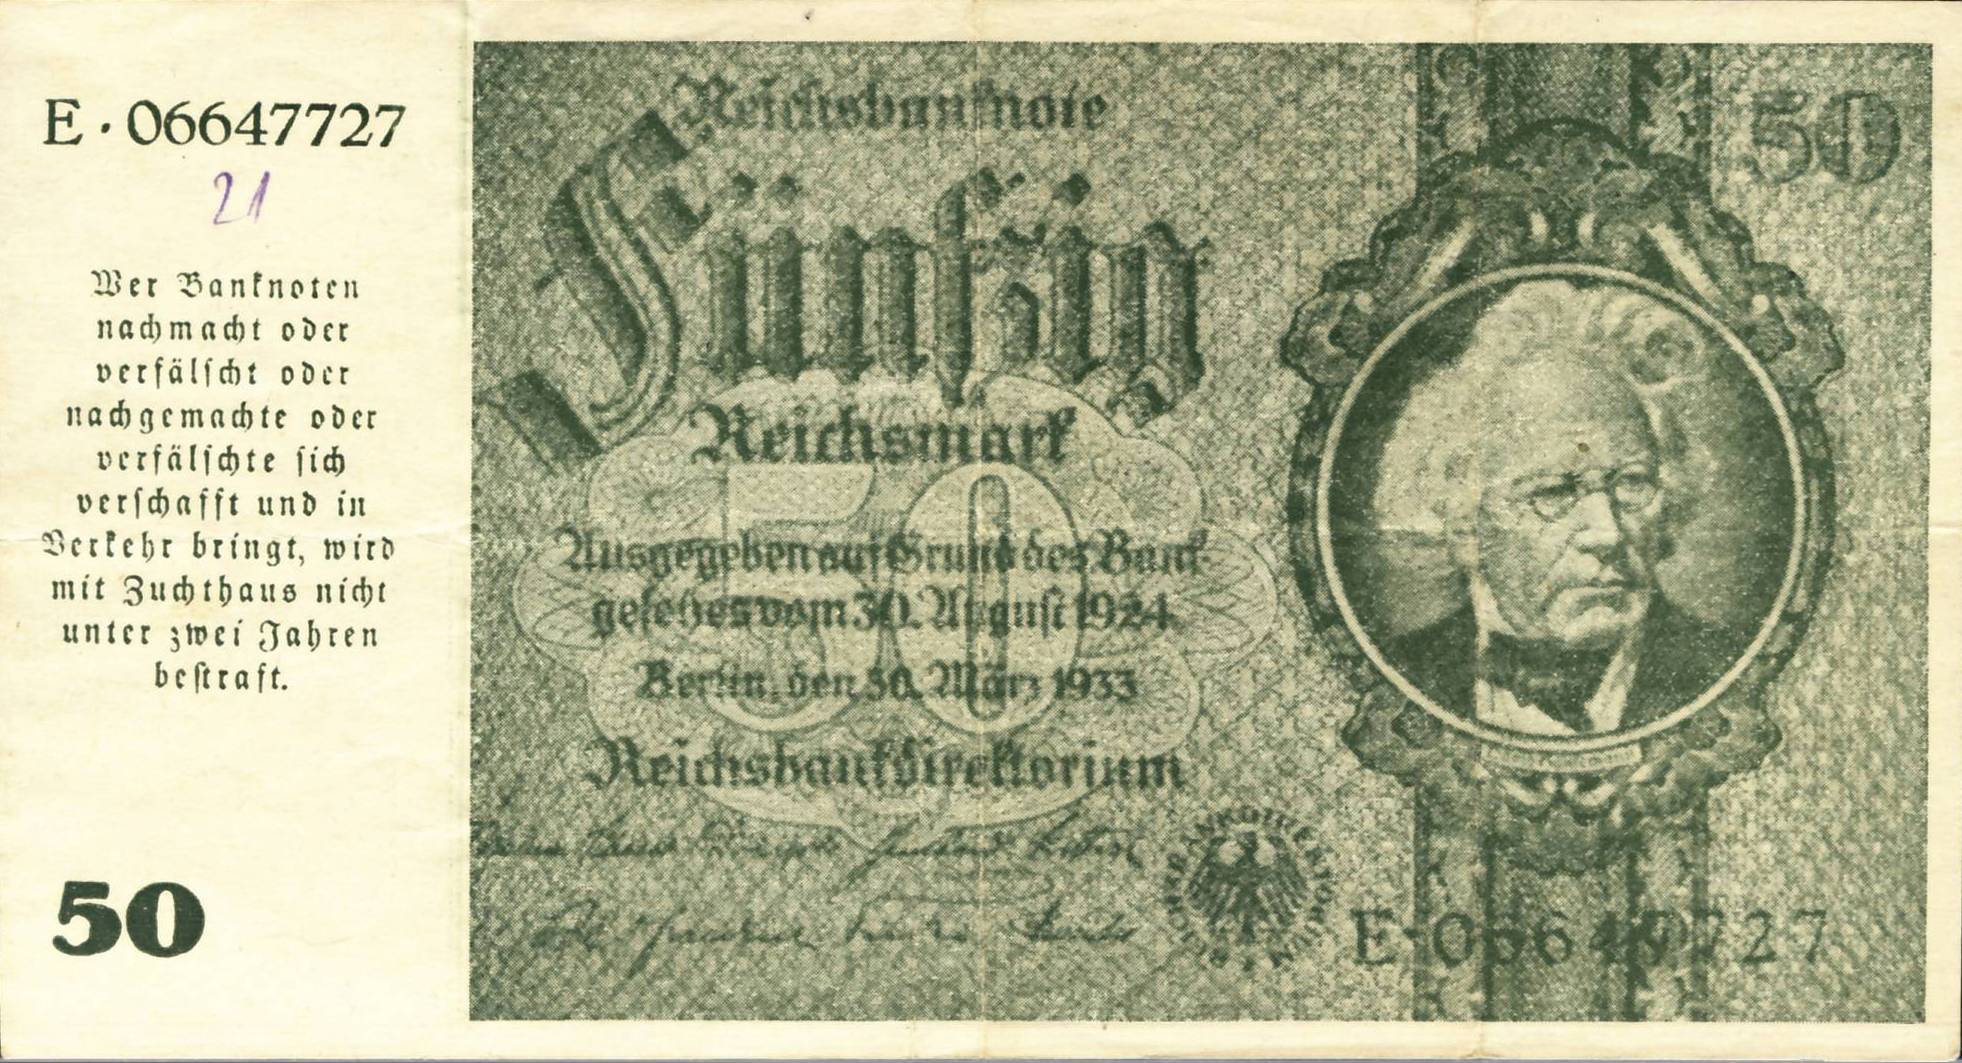 E·06647727
21
Wer Banknoten
nachmacht oder
verfälscht oder
nachgemachte oder
verfälschte sich
verschafft und in
Verkehr bringt, wird
mit Zuchthaus nicht
unter zwei Jahren
bestraft.
50
Reichsbanknote
50
Fünfzig
Reichsmark
50
Ausgegeben auf Grund des Bank-
gesetzes vom 30. August 1924
Berlin, den 30. März 1933
Reichsbankdirektorium
E·06647727